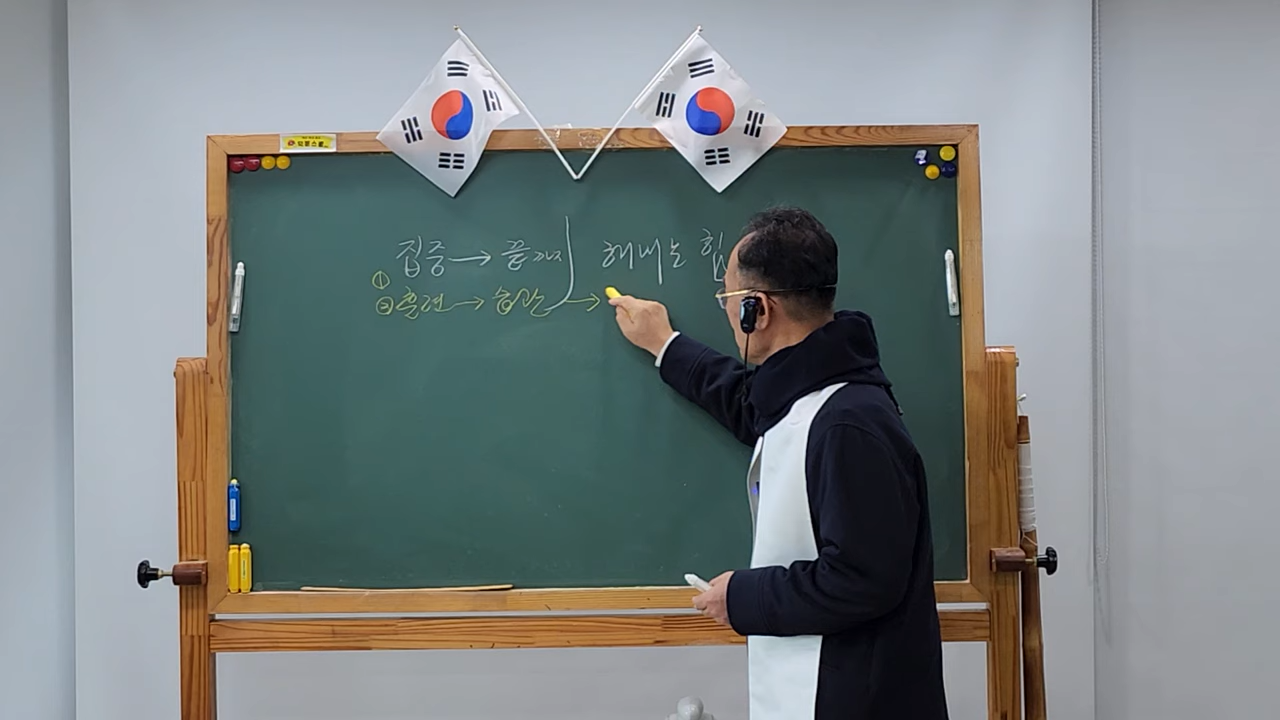 집중 → 끝까지 해내는 힘
①
② 훈련 → 습관 →